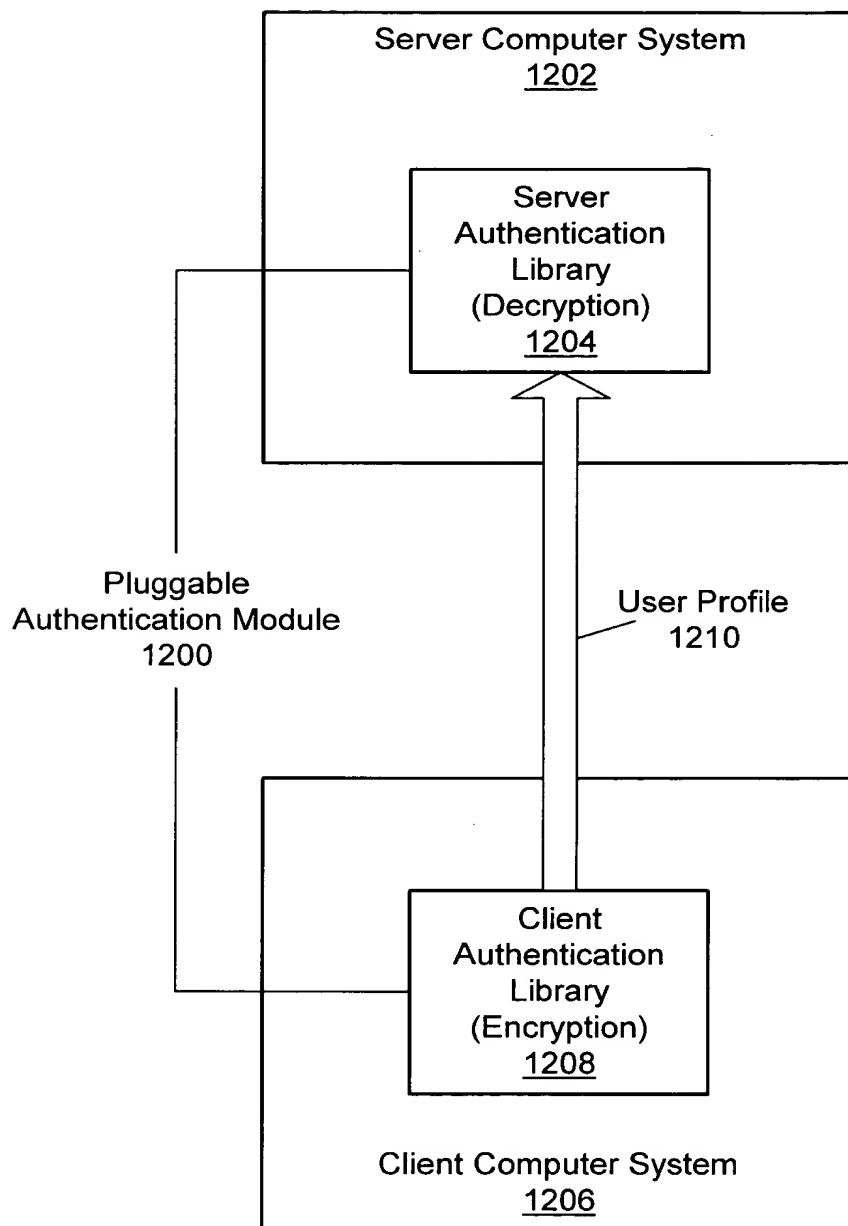 Server Computer System
1202
Server
Authentication
Library
(Decryption)
1204
Pluggable
Authentication Module
1200
User Profile
1210
Client
Authentication
Library
(Encryption)
1208
Client Computer System
1206